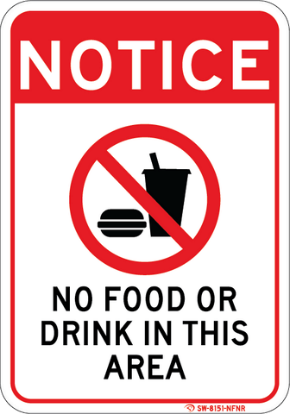 NOTICE
NO FOOD OR
DRINK IN THIS
AREA
SW-8151-NFNR